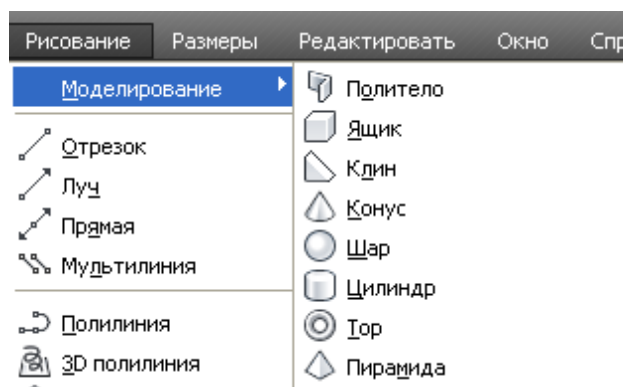 Рисование Размеры Редактировать Окно
Моделирование
Отрезок
Луч
Прямая
Мультилиния
Полилиния
3D полилиния
Политело
Ящик
Клин
Конус
Шар
Цилиндр
Тор
Пирамида